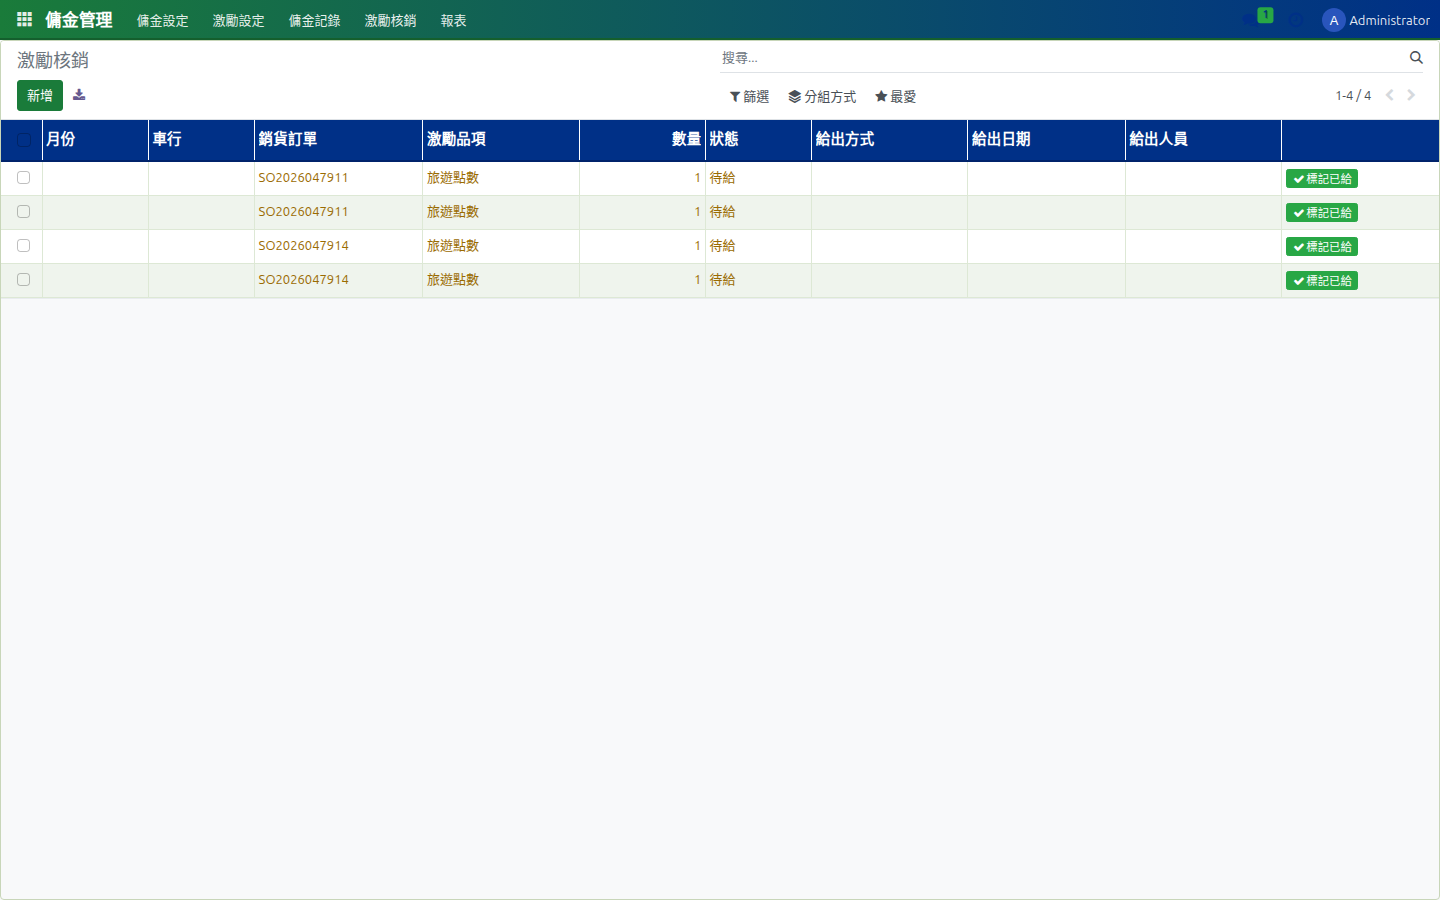 傭金管理 傭金設定 激勵設定 傭金記錄 激勵核銷 報表 1 A Administrator
激勵核銷 搜尋...
新增 篩選 分組方式 最愛 1-4 / 4
月份 車行 銷貨訂單 激勵品項 數量 狀態 給出方式 給出日期 給出人員
SO2026047911 旅遊點數 1 待給 標記已給
SO2026047911 旅遊點數 1 待給 標記已給
SO2026047914 旅遊點數 1 待給 標記已給
SO2026047914 旅遊點數 1 待給 標記已給